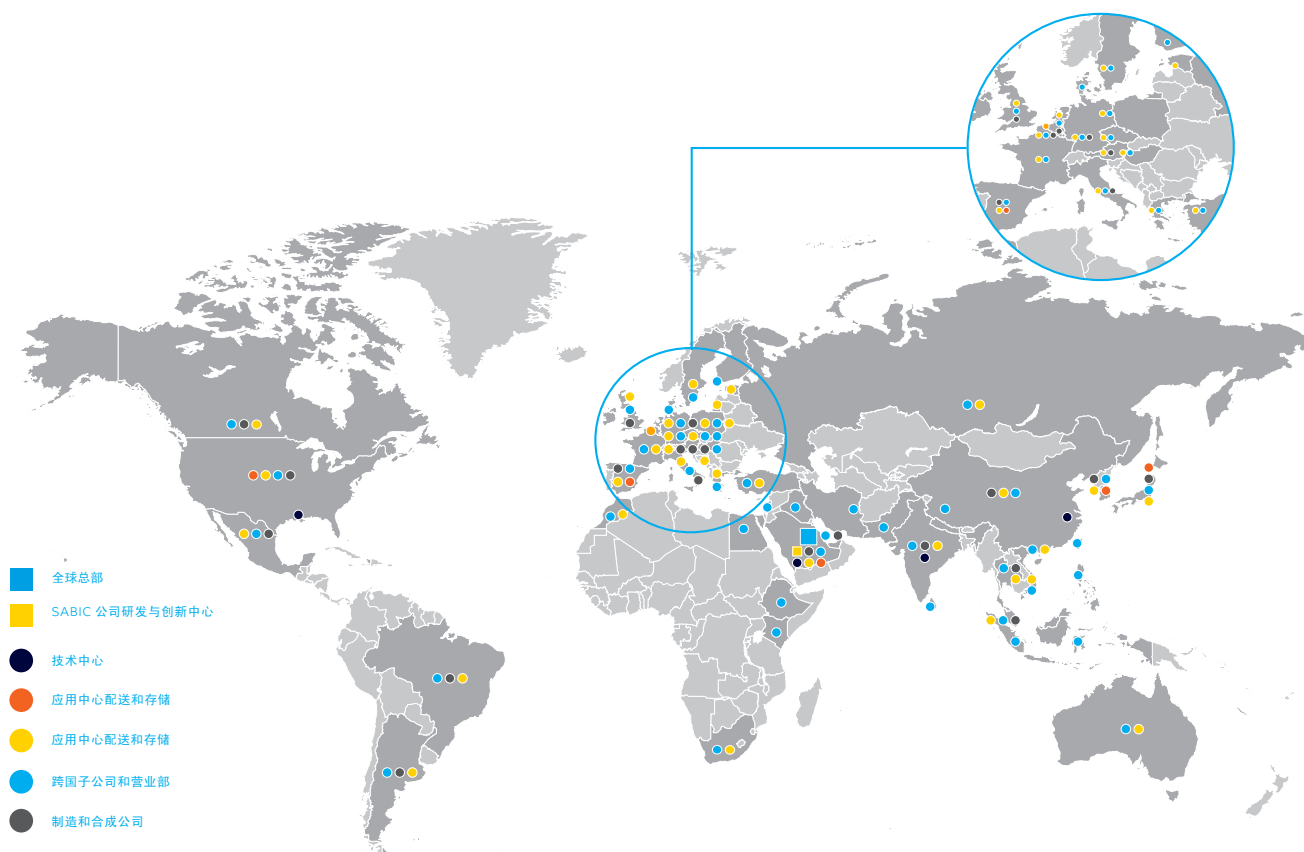 全球总部
SABIC 公司研发与创新中心
技术中心
应用中心配送和存储
应用中心配送和存储
跨国子公司和营业部
制造和合成公司